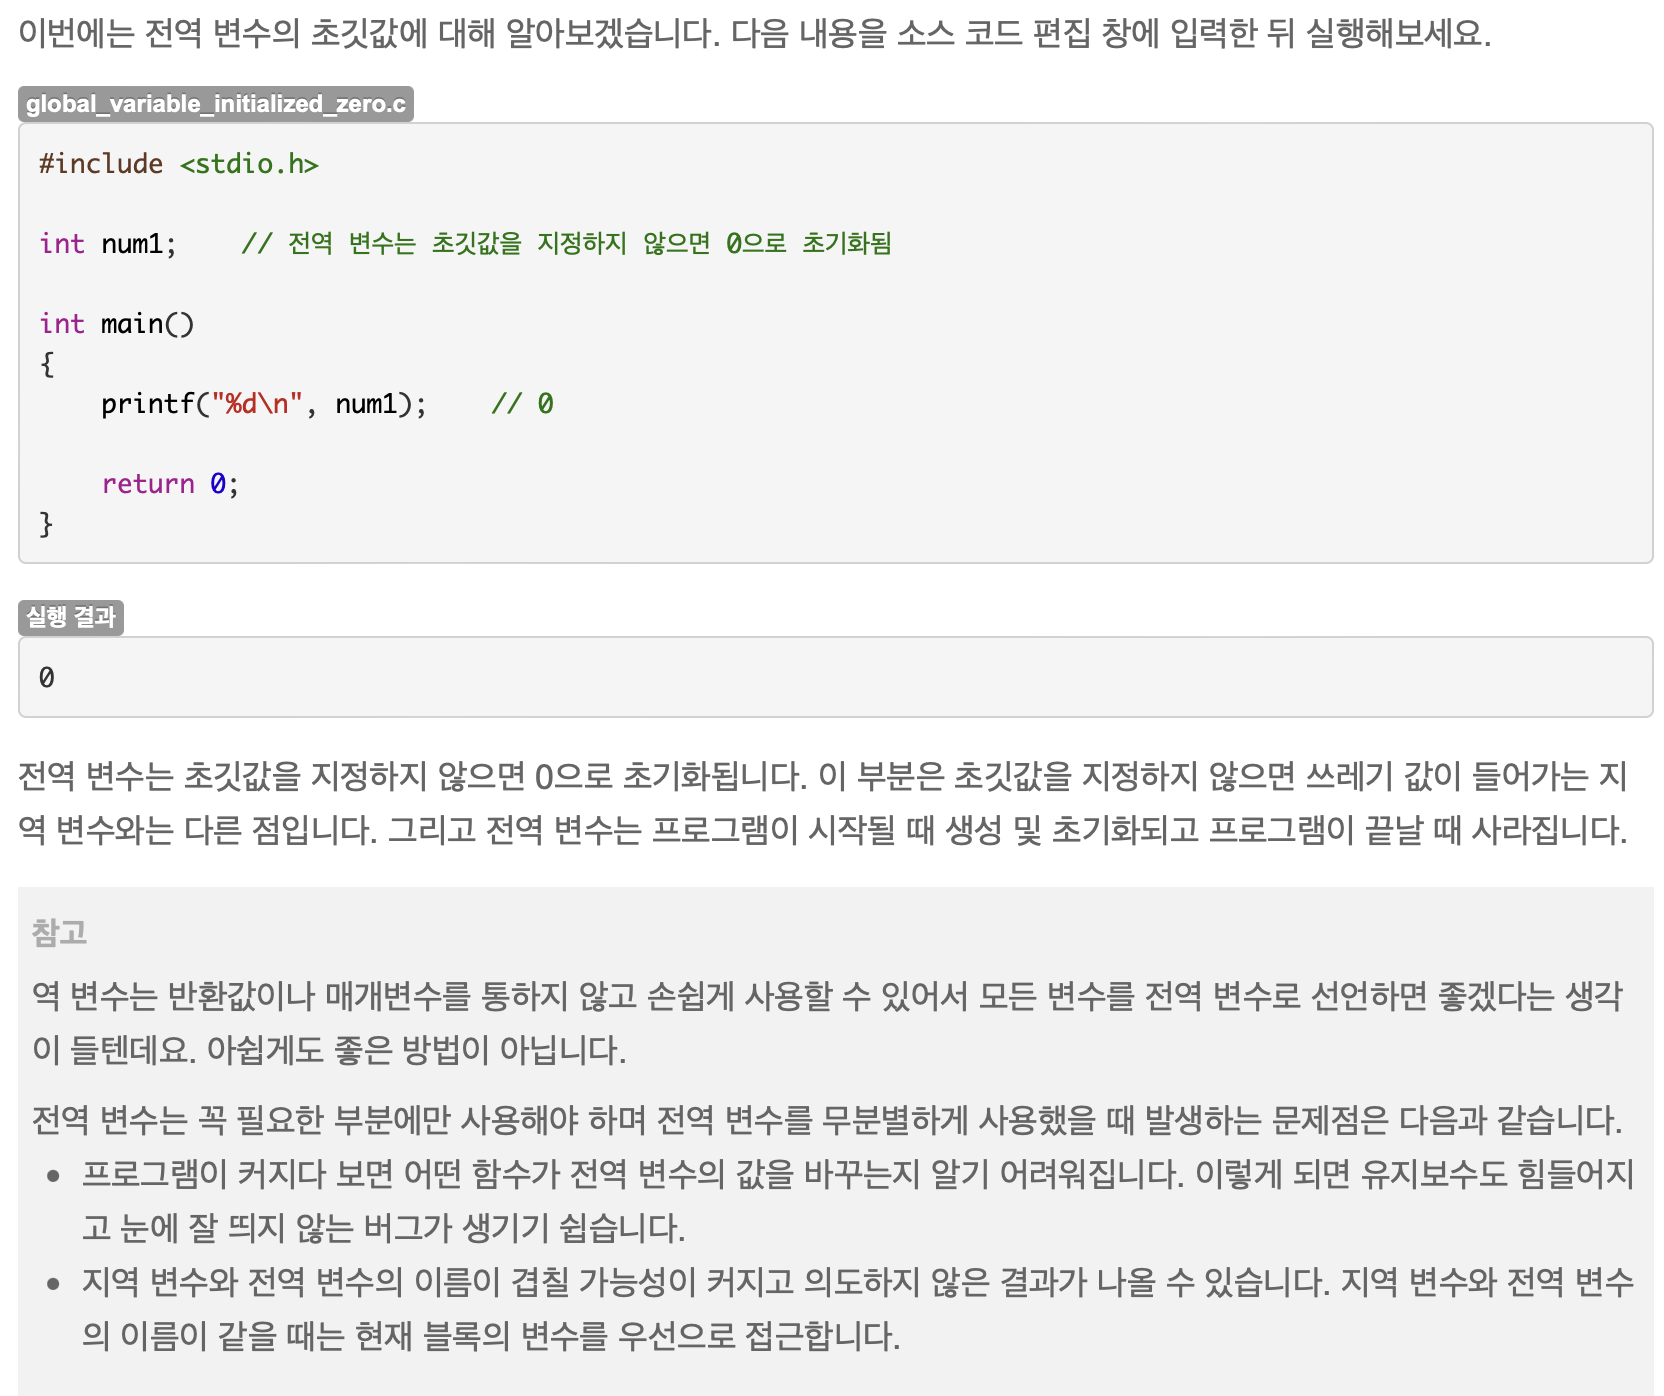 이번에는 전역 변수의 초깃값에 대해 알아보겠습니다. 다음 내용을 소스 코드 편집 창에 입력한 뒤 실행해보세요.
global_variable_initialized_zero.c
#include <stdio.h>
int num1;    // 전역 변수는 초깃값을 지정하지 않으면 0으로 초기화됨
int main()
{
    printf("%d\n", num1);    // 0
    return 0;
}
실행 결과
0
전역 변수는 초깃값을 지정하지 않으면 0으로 초기화됩니다. 이 부분은 초깃값을 지정하지 않으면 쓰레기 값이 들어가는 지
역 변수와는 다른 점입니다. 그리고 전역 변수는 프로그램이 시작될 때 생성 및 초기화되고 프로그램이 끝날 때 사라집니다.
참고
역 변수는 반환값이나 매개변수를 통하지 않고 손쉽게 사용할 수 있어서 모든 변수를 전역 변수로 선언하면 좋겠다는 생각
이 들텐데요. 아쉽게도 좋은 방법이 아닙니다.
전역 변수는 꼭 필요한 부분에만 사용해야 하며 전역 변수를 무분별하게 사용했을 때 발생하는 문제점은 다음과 같습니다.
• 프로그램이 커지다 보면 어떤 함수가 전역 변수의 값을 바꾸는지 알기 어려워집니다. 이렇게 되면 유지보수도 힘들어지
고 눈에 잘 띄지 않는 버그가 생기기 쉽습니다.
• 지역 변수와 전역 변수의 이름이 겹칠 가능성이 커지고 의도하지 않은 결과가 나올 수 있습니다. 지역 변수와 전역 변수
의 이름이 같을 때는 현재 블록의 변수를 우선으로 접근합니다.